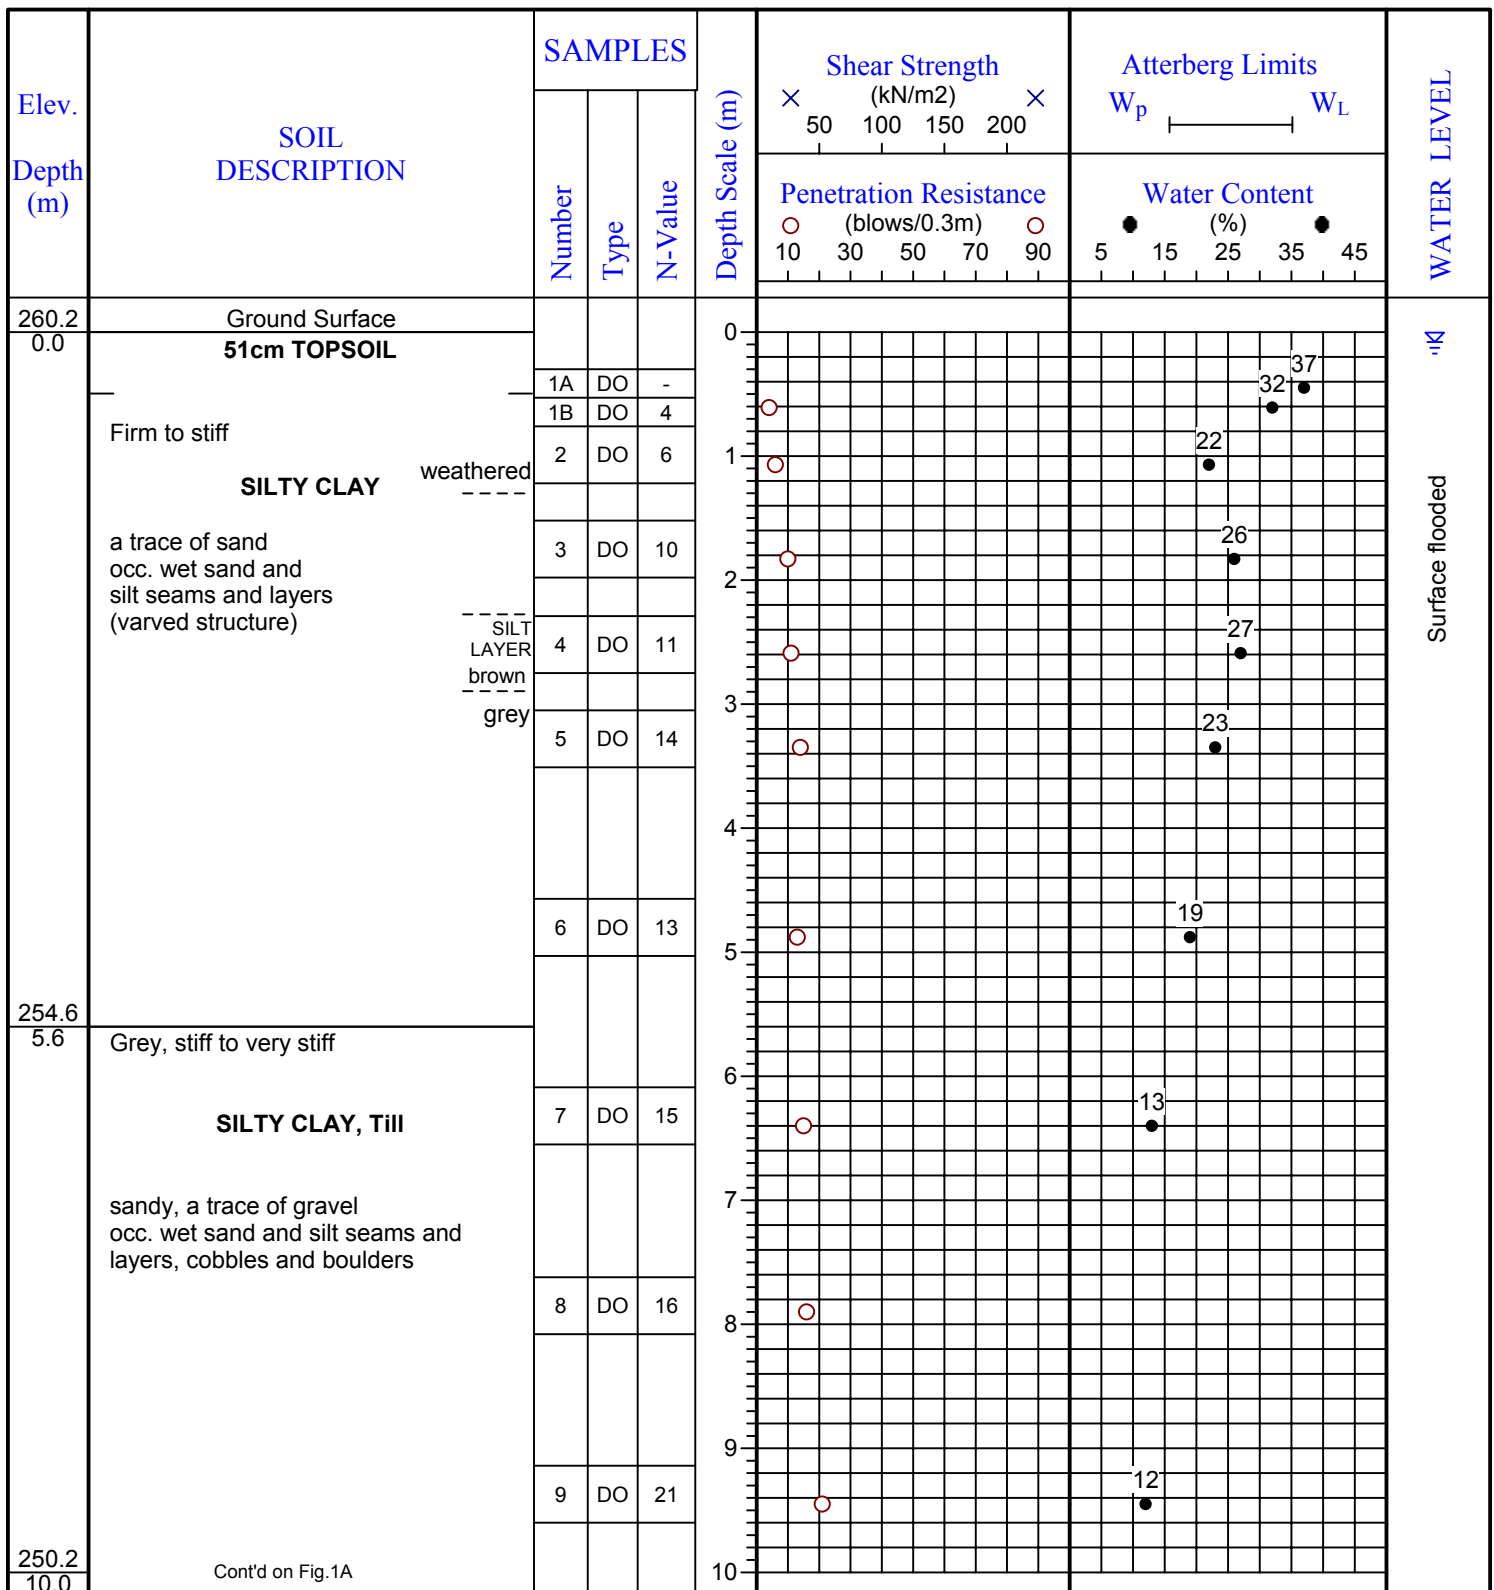 Elev.
Depth
(m)
SOIL
DESCRIPTION
SAMPLES
Number
Type
N-Value
Depth Scale (m)
Shear Strength
(kN/m2)
50 100 150 200
Penetration Resistance
(blows/0.3m)
10 30 50 70 90
Atterberg Limits
Wp WL
Water Content
(%)
5 15 25 35 45
WATER LEVEL
260.2 Ground Surface
0.0 51cm TOPSOIL 0
37
1A DO - 32
1B DO 4
Firm to stiff
22
2 DO 6 1
weathered
SILTY CLAY
26
a trace of sand 3 DO 10
occ. wet sand and
2
silt seams and layers
(varved structure)
SILT 27
LAYER 4 DO 11
brown
3
grey
23
5 DO 14
4
19
6 DO 13
5
254.6
5.6 Grey, stiff to very stiff
6
13
SILTY CLAY, Till 7 DO 15
7
sandy, a trace of gravel
occ. wet sand and silt seams and
layers, cobbles and boulders
8 DO 16
8
9
12
9 DO 21
250.2 Cont'd on Fig.1A
10.0 10
Surface flooded